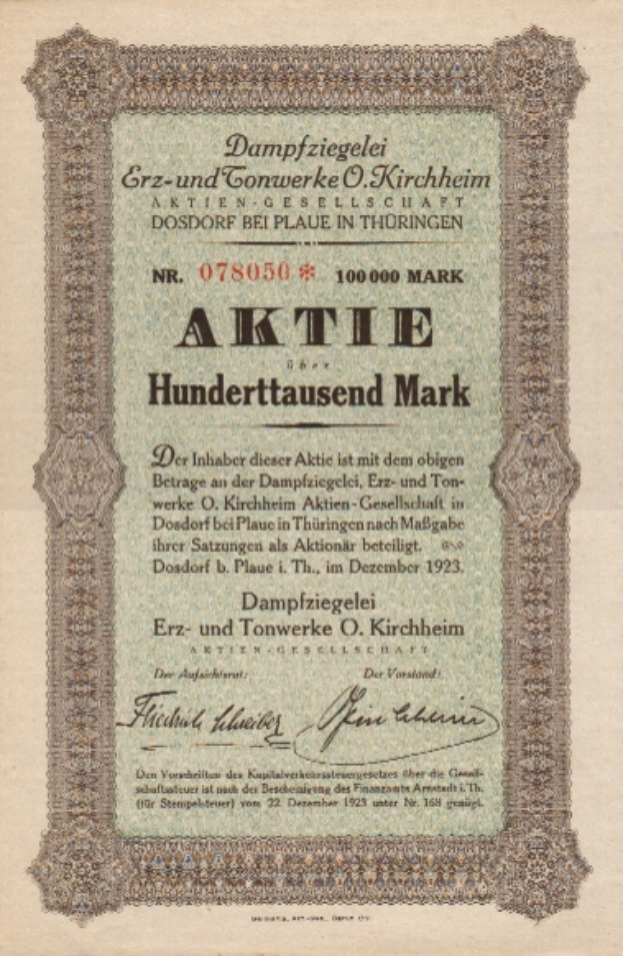 Dampfziegelei
Erz- und Tonwerke O. Kirchheim
AKTIEN-GESELLSCHAFT
DOSDORF BEI PLAUE IN THÜRINGEN
NR. 078050 * 100000 MARK
AKTIE
über
Hunderttausend Mark
Der Inhaber dieser Aktie ist mit dem obigen
Betrage an der Dampfziegelei, Erz- und Ton-
werke O. Kirchheim Aktien-Gesellschaft in
Dosdorf bei Plaue in Thüringen nach Maßgabe
ihrer Satzungen als Aktionär beteiligt.
Dosdorf b. Plaue i. Th., im Dezember 1923.
Dampfziegelei
Erz- und Tonwerke O. Kirchheim
AKTIEN-GESELLSCHAFT
Der Aufsichtsrat: Der Vorstand:
Friedrich Schreiber
Den Vorschriften des Kapitalverkehrssteuergesetzes über die Gesell-
schaftssteuer ist nach der Bescheinigung des Finanzamts Arnstadt i. Th.
(für Stempelsteuer) vom 22. Dezember 1923 unter Nr. 168 genügt.